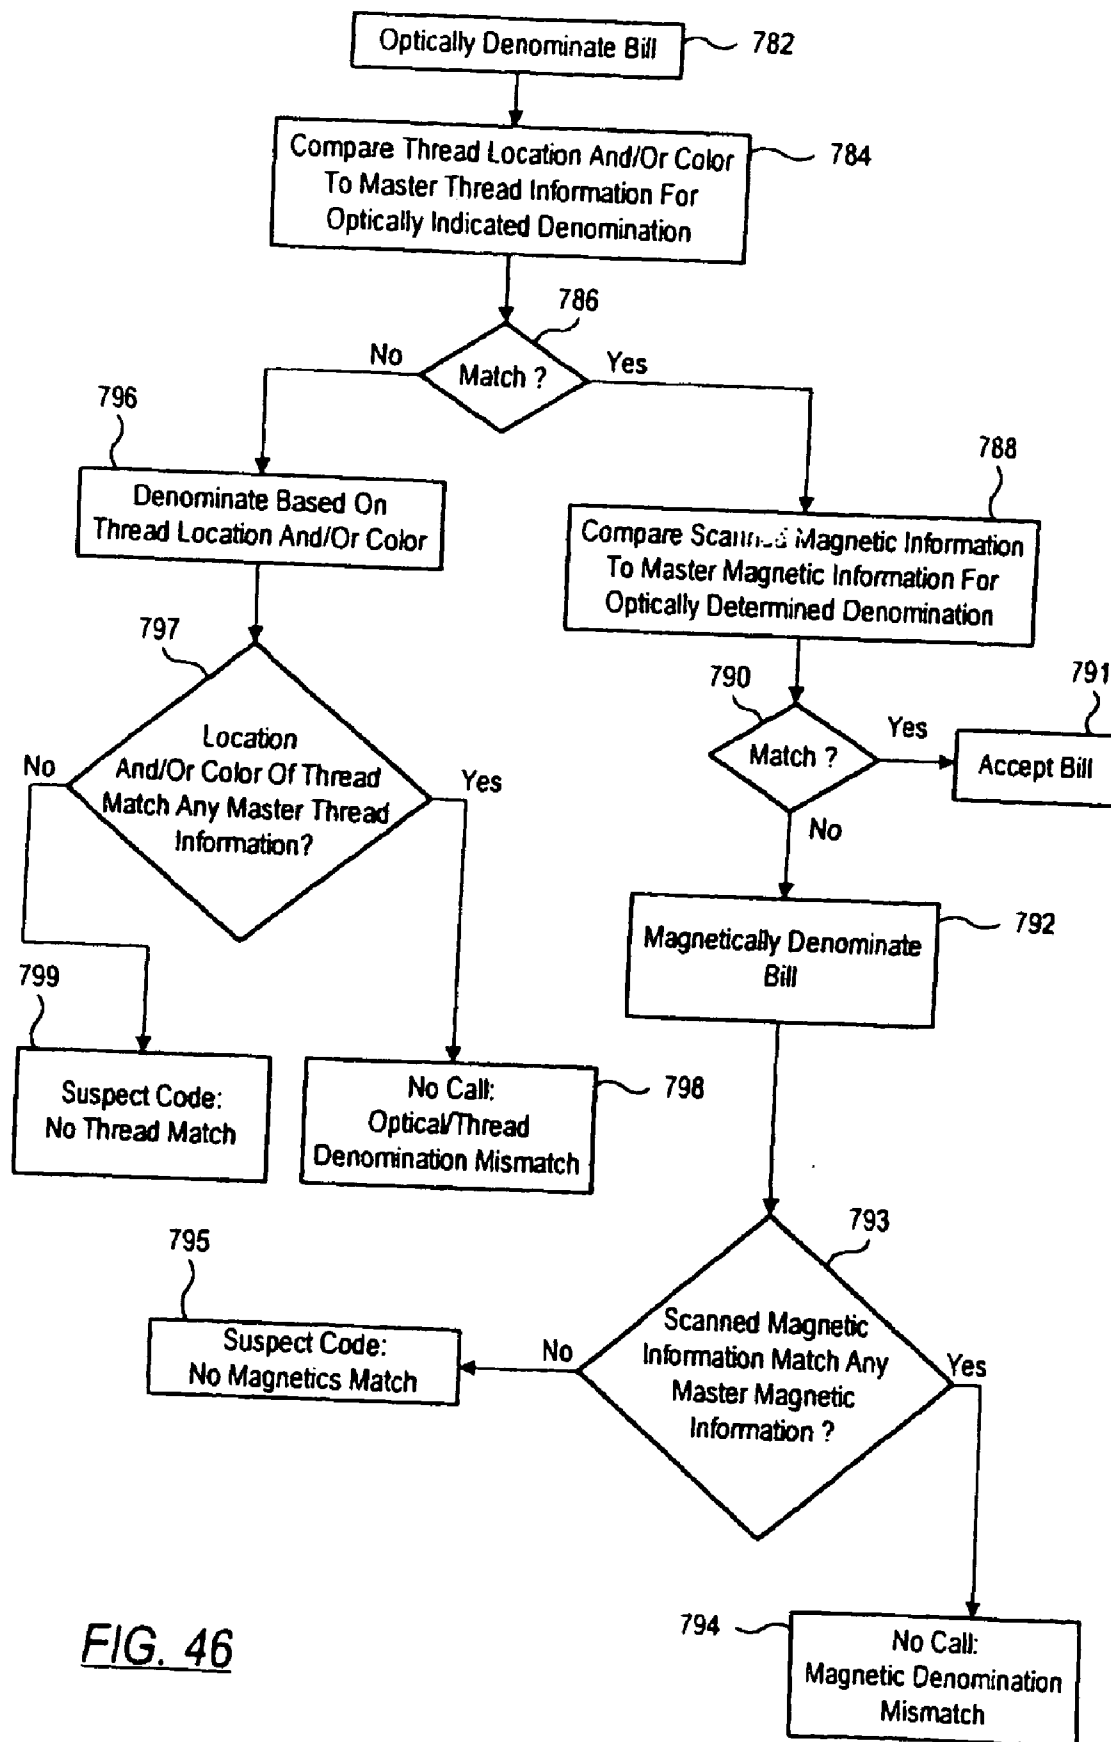 Optically Denominate Bill
782
Compare Thread Location And/Or Color
To Master Thread Information For
Optically Indicated Denomination
784
786
Match ?
No
Yes
796
Denominate Based On
Thread Location And/Or Color
788
Compare Scanned Magnetic Information
To Master Magnetic Information For
Optically Determined Denomination
797
Location
And/Or Color Of Thread
Match Any Master Thread
Information?
No
Yes
790
Match ?
Yes
No
791
Accept Bill
792
Magnetically Denominate
Bill
799
Suspect Code:
No Thread Match
No Call:
Optical/Thread
Denomination Mismatch
798
793
Scanned Magnetic
Information Match Any
Master Magnetic
Information ?
No
Yes
795
Suspect Code:
No Magnetics Match
794
No Call:
Magnetic Denomination
Mismatch
FIG. 46